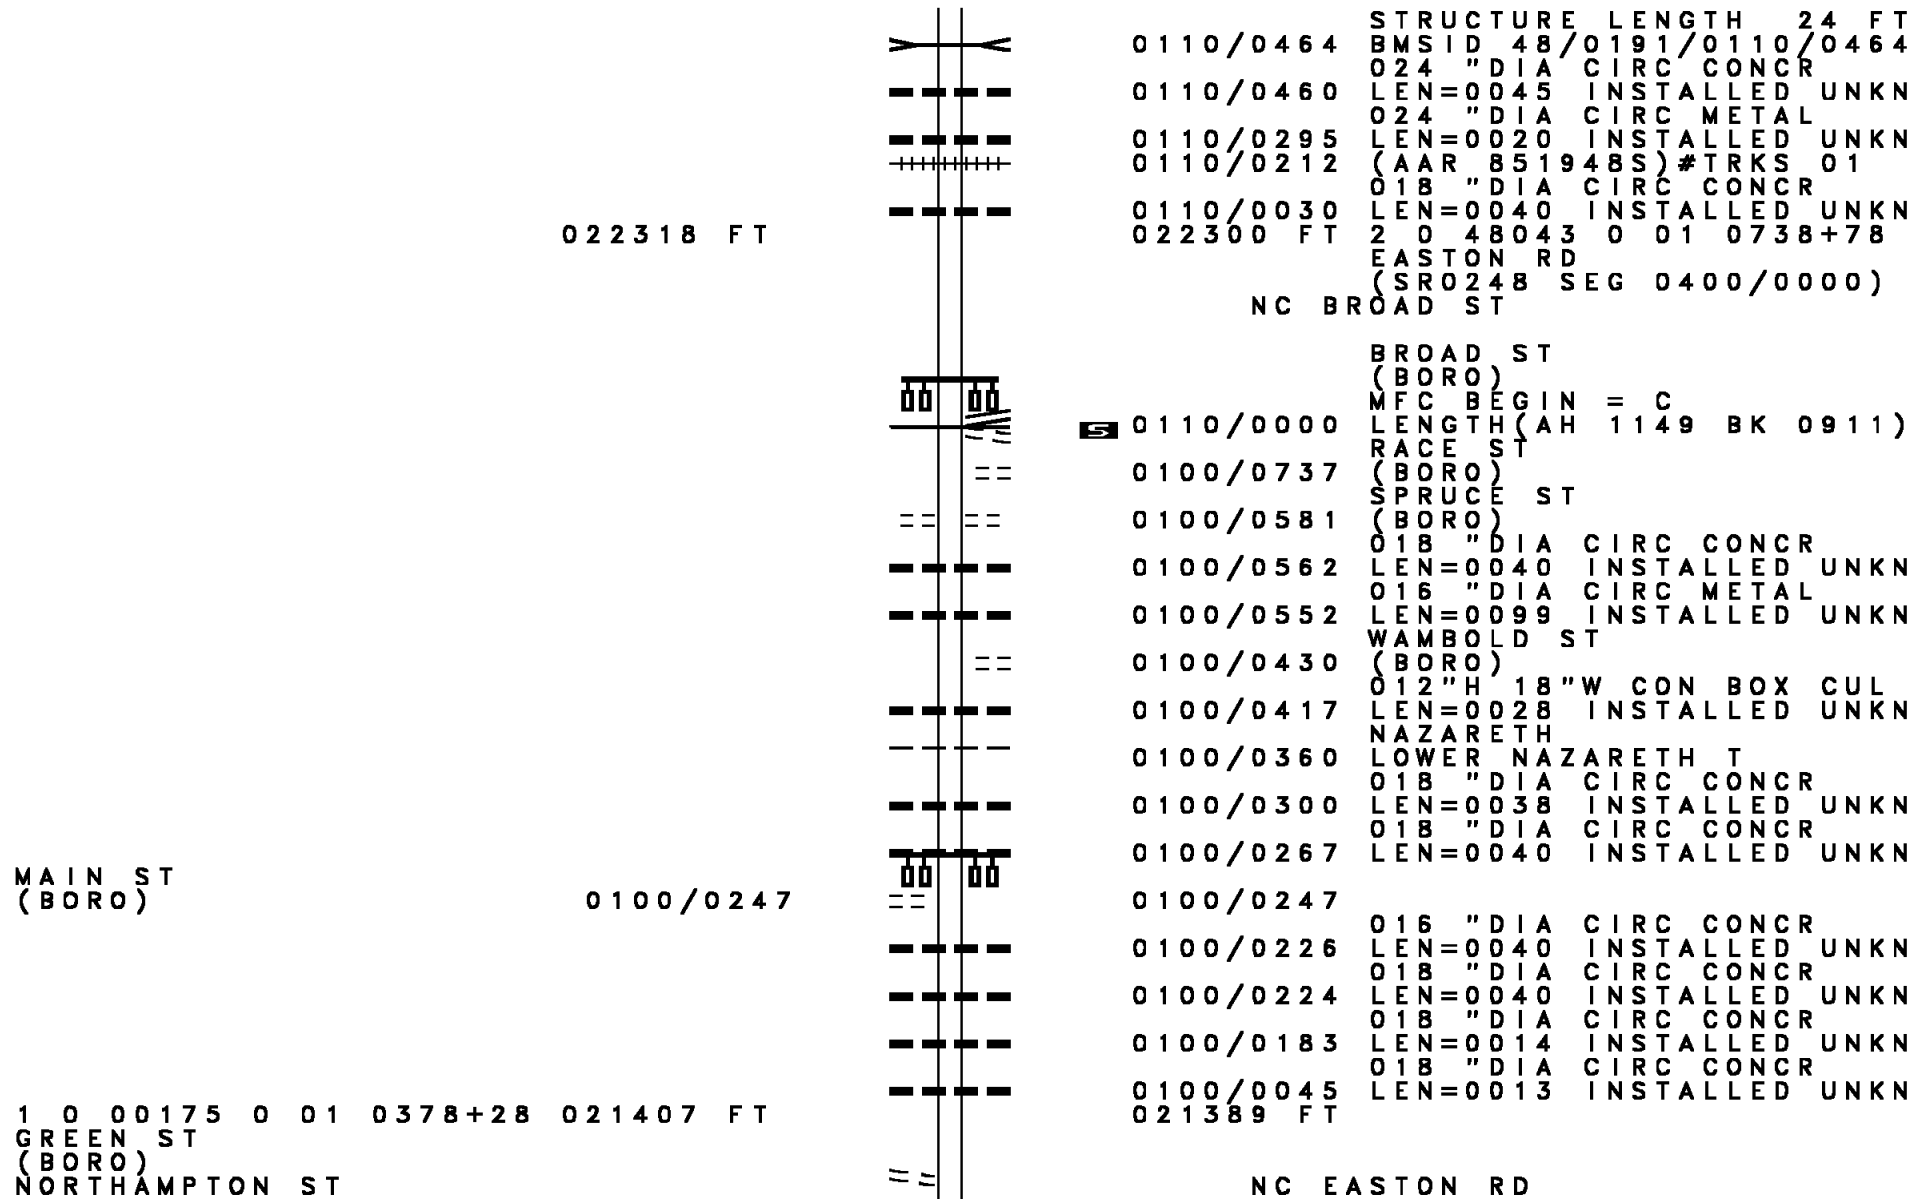 STRUCTURE LENGTH 24 FT
0110/0464 BMSID 48/0191/0110/0464
024 "DIA CIRC CONCR
0110/0460 LEN=0045 INSTALLED UNKN
024 "DIA CIRC METAL
0110/0295 LEN=0020 INSTALLED UNKN
0110/0212 (AAR 851948S)#TRKS 01
018 "DIA CIRC CONCR
0110/0030 LEN=0040 INSTALLED UNKN
022318 FT 022300 FT 2 0 48043 0 01 0738+78
EASTON RD
(SR0248 SEG 0400/0000)
NC BROAD ST
BROAD ST
(BORO)
MFC BEGIN = C
S 0110/0000 LENGTH(AH 1149 BK 0911)
RACE ST
0100/0737 (BORO)
SPRUCE ST
0100/0581 (BORO)
018 "DIA CIRC CONCR
0100/0562 LEN=0040 INSTALLED UNKN
016 "DIA CIRC METAL
0100/0552 LEN=0099 INSTALLED UNKN
WAMBOLD ST
0100/0430 (BORO)
012"H 18"W CON BOX CUL
0100/0417 LEN=0028 INSTALLED UNKN
NAZARETH
0100/0360 LOWER NAZARETH T
018 "DIA CIRC CONCR
0100/0300 LEN=0038 INSTALLED UNKN
018 "DIA CIRC CONCR
0100/0267 LEN=0040 INSTALLED UNKN
MAIN ST
(BORO) 0100/0247 0100/0247
016 "DIA CIRC CONCR
0100/0226 LEN=0040 INSTALLED UNKN
018 "DIA CIRC CONCR
0100/0224 LEN=0040 INSTALLED UNKN
018 "DIA CIRC CONCR
0100/0183 LEN=0014 INSTALLED UNKN
018 "DIA CIRC CONCR
0100/0045 LEN=0013 INSTALLED UNKN
1 0 00175 0 01 0378+28 021407 FT 021389 FT
GREEN ST
(BORO)
NORTHAMPTON ST NC EASTON RD